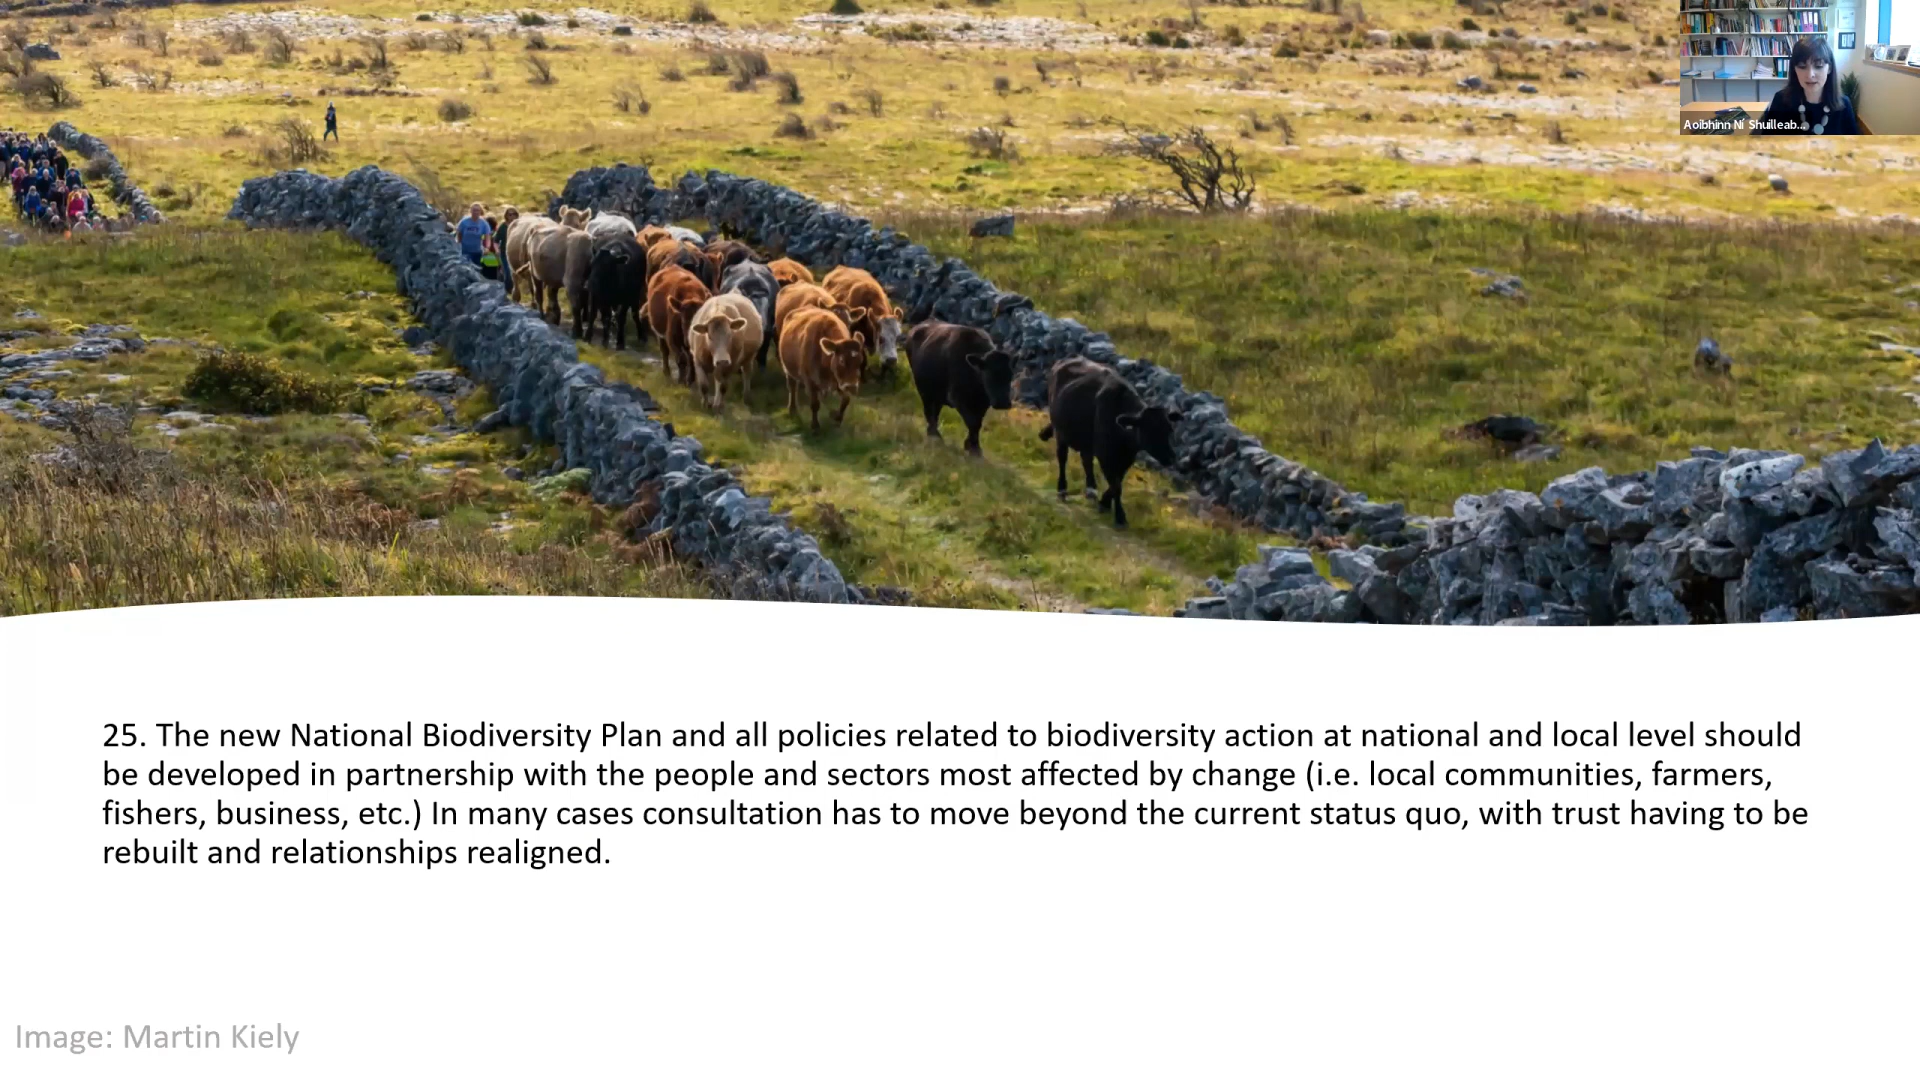 Aoibhinn Ní Shuilleab...
25. The new National Biodiversity Plan and all policies related to biodiversity action at national and local level should
be developed in partnership with the people and sectors most affected by change (i.e. local communities, farmers,
fishers, business, etc.) In many cases consultation has to move beyond the current status quo, with trust having to be
rebuilt and relationships realigned.
Image: Martin Kiely